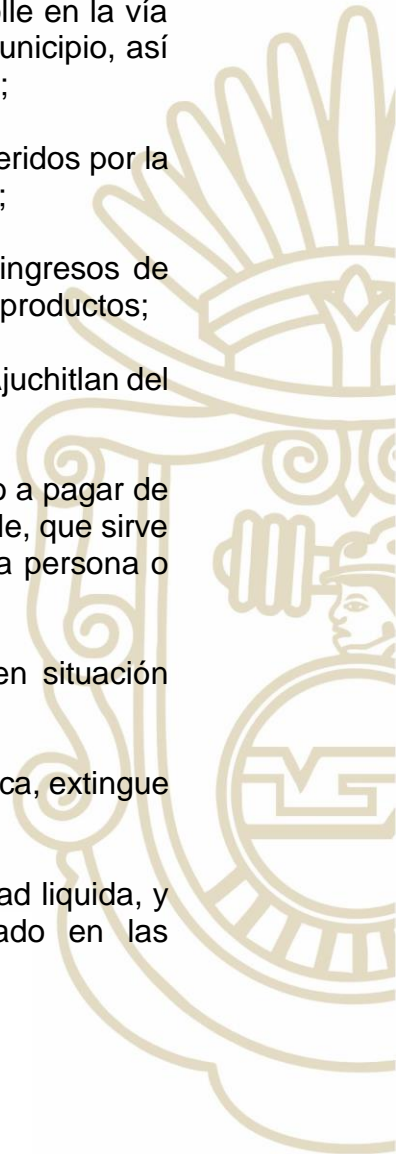 olle en la vía
unicipio, así
;
eridos por la
;
ingresos de
productos;
juchitlan del
o a pagar de
le, que sirve
a persona o
en situación
ca, extingue
ad liquida, y
ado en las